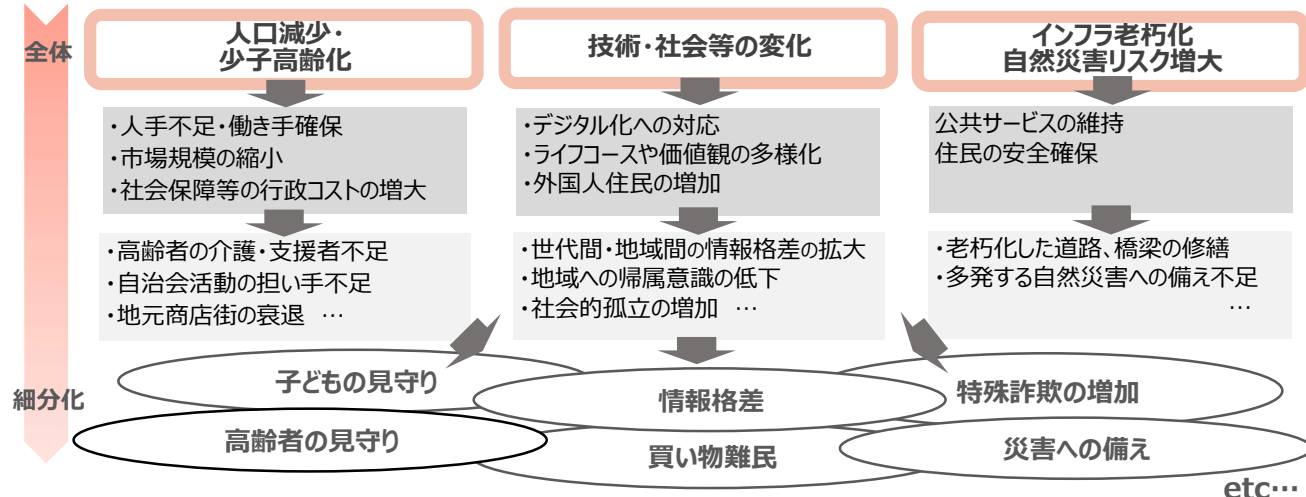 全体
人口減少・
少子高齢化
技術・社会等の変化
インフラ老朽化
自然災害リスク増大
・人手不足・働き手確保
・市場規模の縮小
・社会保障等の行政コストの増大
・デジタル化への対応
・ライフコースや価値観の多様化
・外国人住民の増加
公共サービスの維持
住民の安全確保
・高齢者の介護・支援者不足
・自治会活動の担い手不足
・地元商店街の衰退 …
・世代間・地域間の情報格差の拡大
・地域への帰属意識の低下
・社会的孤立の増加 …
・老朽化した道路、橋梁の修繕
・多発する自然災害への備え不足
…
細分化
子どもの見守り
情報格差
特殊詐欺の増加
高齢者の見守り
買い物難民
災害への備え
etc…